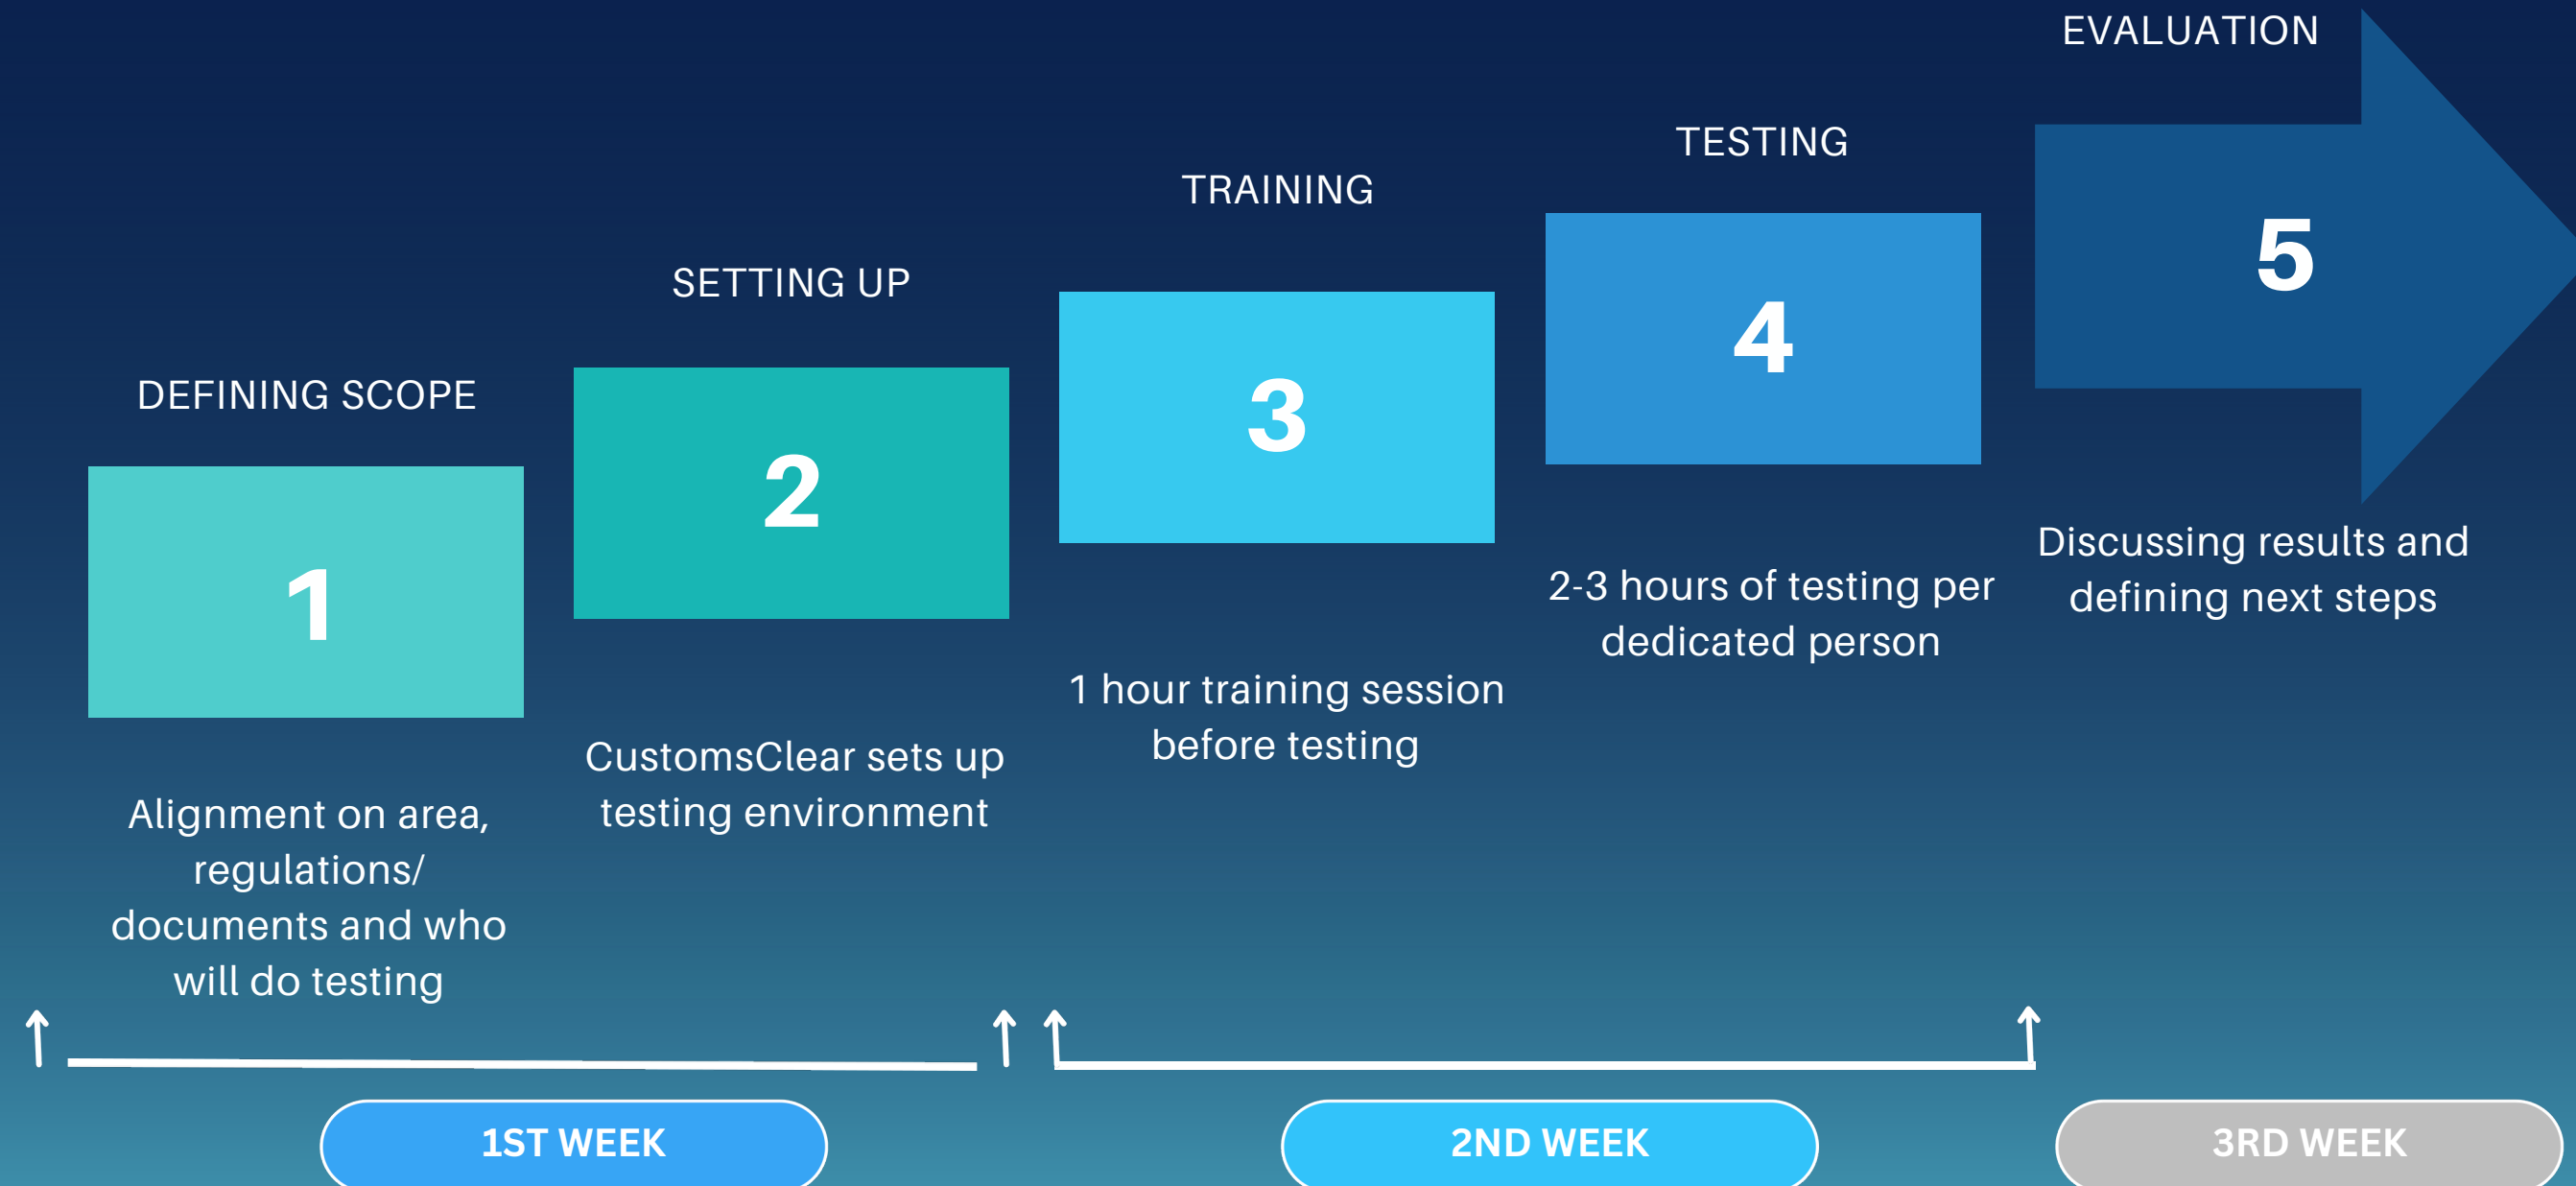 DEFINING SCOPE
1
Alignment on area,
regulations/
documents and who
will do testing
SETTING UP
2
CustomsClear sets up
testing environment
TRAINING
3
1 hour training session
before testing
TESTING
4
2-3 hours of testing per
dedicated person
EVALUATION
5
Discussing results and
defining next steps
1ST WEEK
2ND WEEK
3RD WEEK